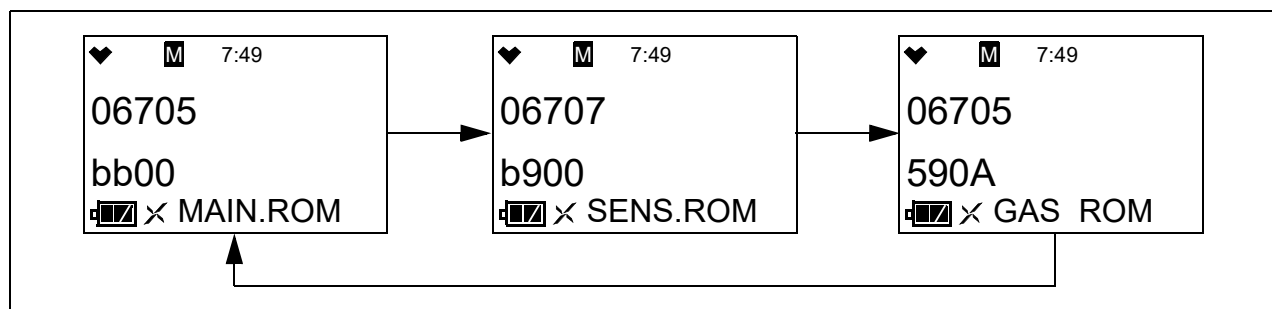 M 7:49
06705
bb00
MAIN.ROM
M 7:49
06707
b900
SENS.ROM
M 7:49
06705
590A
GAS ROM